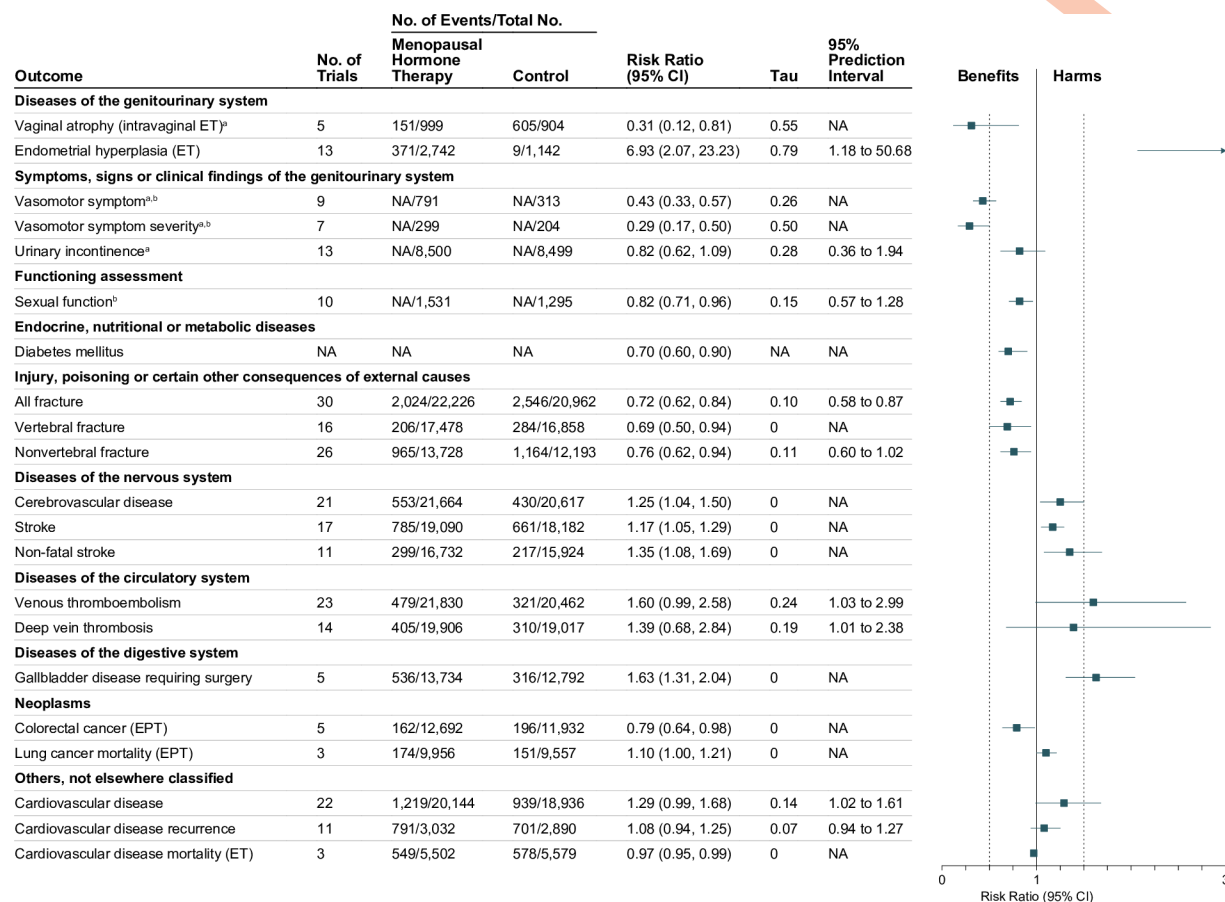 No. of Events/Total No.
Outcome No. of Trials Menopausal Hormone Therapy Control Risk Ratio (95% CI) Tau 95% Prediction Interval Benefits Harms
Diseases of the genitourinary system
Vaginal atrophy (intravaginal ET)ᵃ 5 151/999 605/904 0.31 (0.12, 0.81) 0.55 NA
Endometrial hyperplasia (ET) 13 371/2,742 9/1,142 6.93 (2.07, 23.23) 0.79 1.18 to 50.68
Symptoms, signs or clinical findings of the genitourinary system
Vasomotor symptomᵃ,ᵇ 9 NA/791 NA/313 0.43 (0.33, 0.57) 0.26 NA
Vasomotor symptom severityᵃ,ᵇ 7 NA/299 NA/204 0.29 (0.17, 0.50) 0.50 NA
Urinary incontinenceᵃ 13 NA/8,500 NA/8,499 0.82 (0.62, 1.09) 0.28 0.36 to 1.94
Functioning assessment
Sexual functionᵇ 10 NA/1,531 NA/1,295 0.82 (0.71, 0.96) 0.15 0.57 to 1.28
Endocrine, nutritional or metabolic diseases
Diabetes mellitus NA NA NA 0.70 (0.60, 0.90) NA NA
Injury, poisoning or certain other consequences of external causes
All fracture 30 2,024/22,226 2,546/20,962 0.72 (0.62, 0.84) 0.10 0.58 to 0.87
Vertebral fracture 16 206/17,478 284/16,858 0.69 (0.50, 0.94) 0 NA
Nonvertebral fracture 26 965/13,728 1,164/12,193 0.76 (0.62, 0.94) 0.11 0.60 to 1.02
Diseases of the nervous system
Cerebrovascular disease 21 553/21,664 430/20,617 1.25 (1.04, 1.50) 0 NA
Stroke 17 785/19,090 661/18,182 1.17 (1.05, 1.29) 0 NA
Non-fatal stroke 11 299/16,732 217/15,924 1.35 (1.08, 1.69) 0 NA
Diseases of the circulatory system
Venous thromboembolism 23 479/21,830 321/20,462 1.60 (0.99, 2.58) 0.24 1.03 to 2.99
Deep vein thrombosis 14 405/19,906 310/19,017 1.39 (0.68, 2.84) 0.19 1.01 to 2.38
Diseases of the digestive system
Gallbladder disease requiring surgery 5 536/13,734 316/12,792 1.63 (1.31, 2.04) 0 NA
Neoplasms
Colorectal cancer (EPT) 5 162/12,692 196/11,932 0.79 (0.64, 0.98) 0 NA
Lung cancer mortality (EPT) 3 174/9,956 151/9,557 1.10 (1.00, 1.21) 0 NA
Others, not elsewhere classified
Cardiovascular disease 22 1,219/20,144 939/18,936 1.29 (0.99, 1.68) 0.14 1.02 to 1.61
Cardiovascular disease recurrence 11 791/3,032 701/2,890 1.08 (0.94, 1.25) 0.07 0.94 to 1.27
Cardiovascular disease mortality (ET) 3 549/5,502 578/5,579 0.97 (0.95, 0.99) 0 NA
0 1 3
Risk Ratio (95% CI)